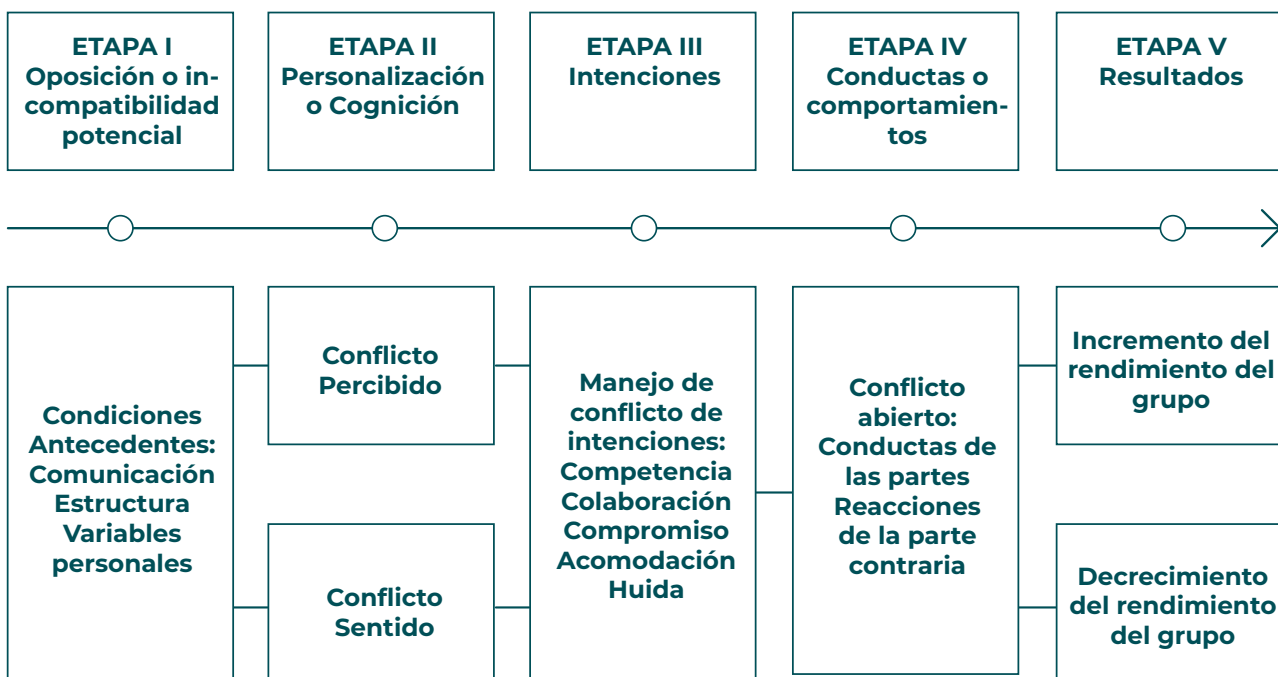 ETAPA I
Oposición o in-
compatibilidad
potencial
ETAPA II
Personalización
o Cognición
ETAPA III
Intenciones
ETAPA IV
Conductas o
comportamien-
tos
ETAPA V
Resultados
Condiciones
Antecedentes:
Comunicación
Estructura
Variables
personales
Conflicto
Percibido
Conflicto
Sentido
Manejo de
conflicto de
intenciones:
Competencia
Colaboración
Compromiso
Acomodación
Huida
Conflicto
abierto:
Conductas de
las partes
Reacciones
de la parte
contraria
Incremento del
rendimiento del
grupo
Decrecimiento
del rendimiento
del grupo